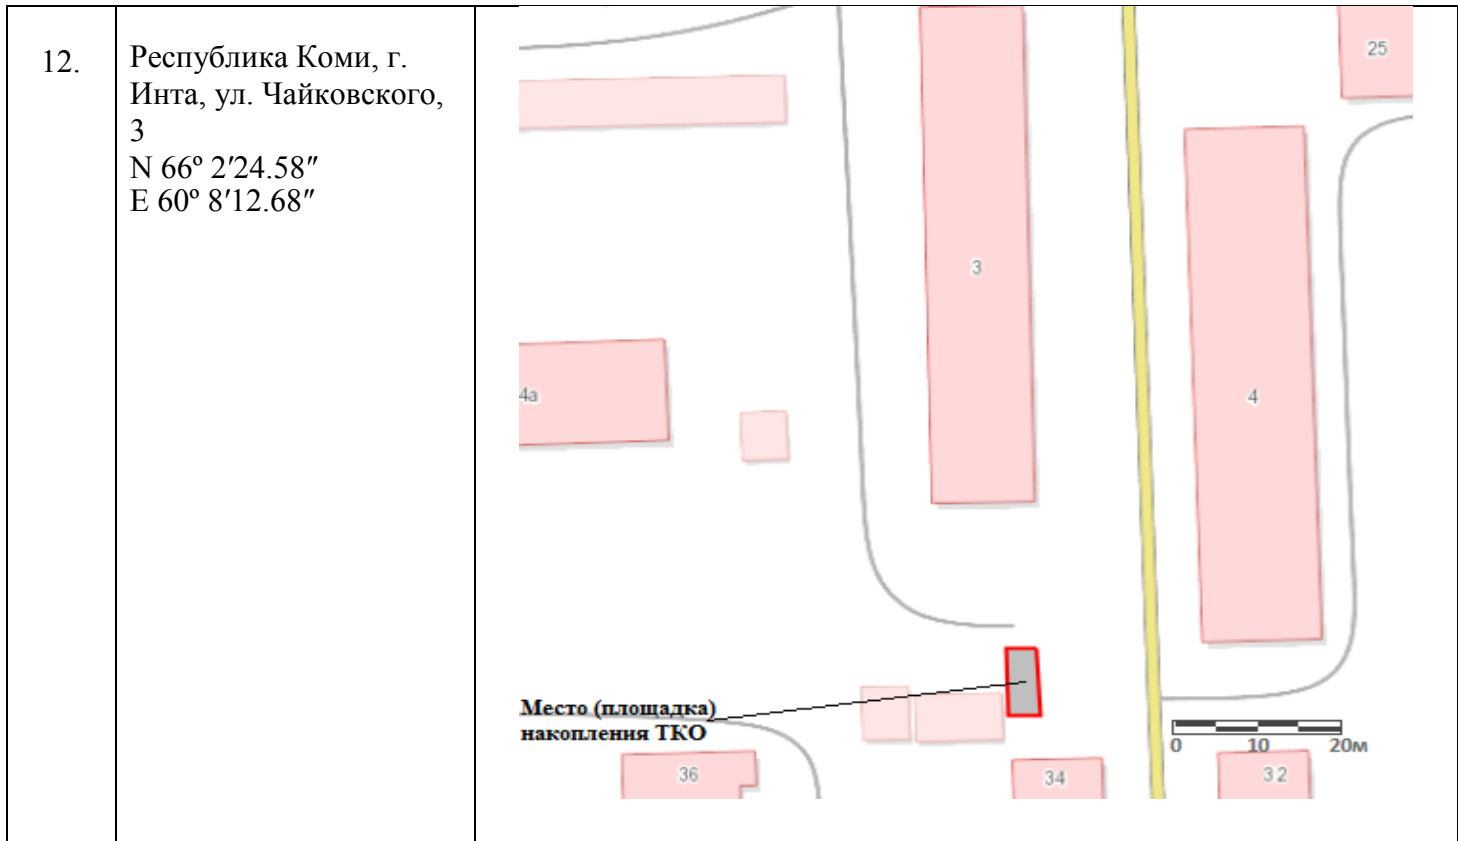 12.
Республика Коми, г.
Инта, ул. Чайковского,
3
N 66º 2′24.58″
E 60º 8′12.68″
25
3
4а
4
Место (площадка)
накопления ТКО
0 10 20м
36
34
32